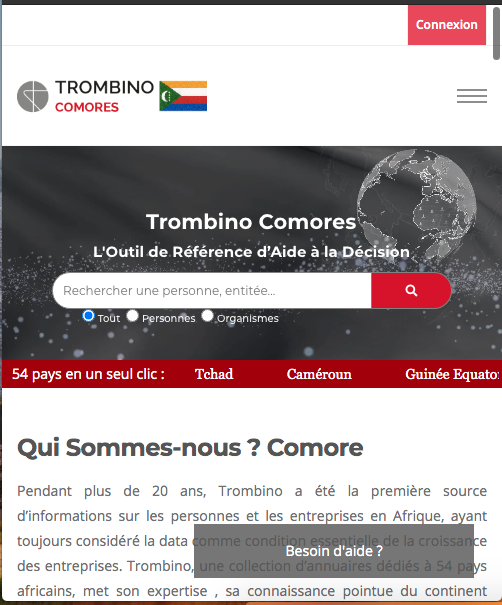 Connexion
TROMBINO
COMORES
Trombino Comores
L'Outil de Référence d'Aide à la Décision
Rechercher une personne, entitée...
Tout Personnes Organismes
54 pays en un seul clic : Tchad Caméroun Guinée Equato
Qui Sommes-nous ? Comore
Pendant plus de 20 ans, Trombino a été la première source
d'informations sur les personnes et les entreprises en Afrique, ayant
toujours considéré la data comme condition essentielle de la croissance
Besoin d'aide ?
des entreprises. Trombino, une collection d'annuaires dédiés à 54 pays
africains, met son expertise , sa connaissance pointue du continent